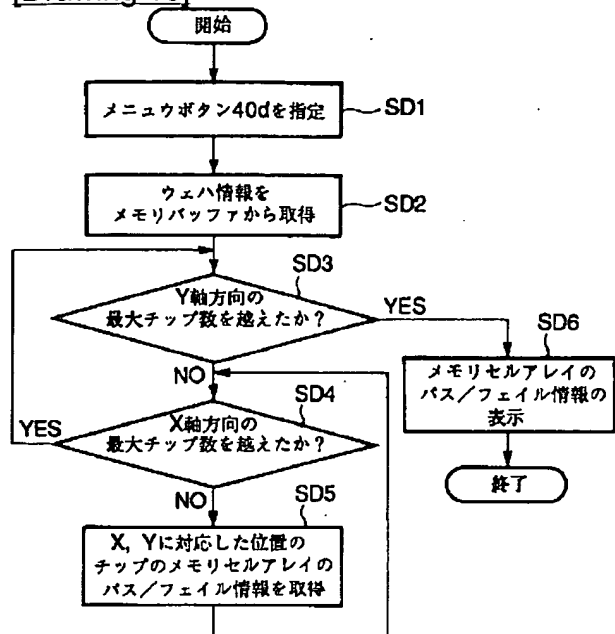 開始
メニュウボタン40dを指定
SD1
ウェハ情報を
メモリバッファから取得
SD2
SD3
Y軸方向の
最大チップ数を越えたか?
YES
SD6
メモリセルアレイの
パス/フェイル情報の
表示
終了
NO
SD4
YES
X軸方向の
最大チップ数を越えたか?
NO
SD5
X, Yに対応した位置の
チップのメモリセルアレイの
パス/フェイル情報を取得